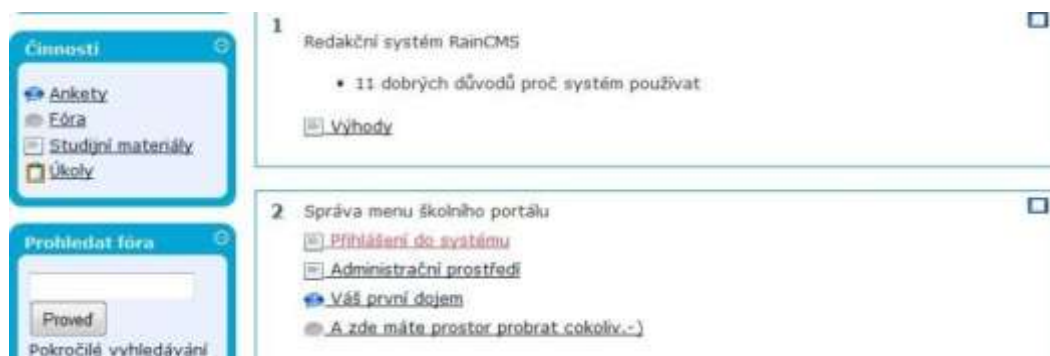 Činnosti
Ankety
Fóra
Studijní materiály
Úkoly
Prohledat fóra
Proveď
Pokročilé vyhledávání
1
Redakční systém RainCMS
• 11 dobrých důvodů proč systém používat
Výhody
2 Správa menu školního portálu
Přihlášení do systému
Administrační prostředí
Váš první dojem
A zde máte prostor probrat cokoliv.-)